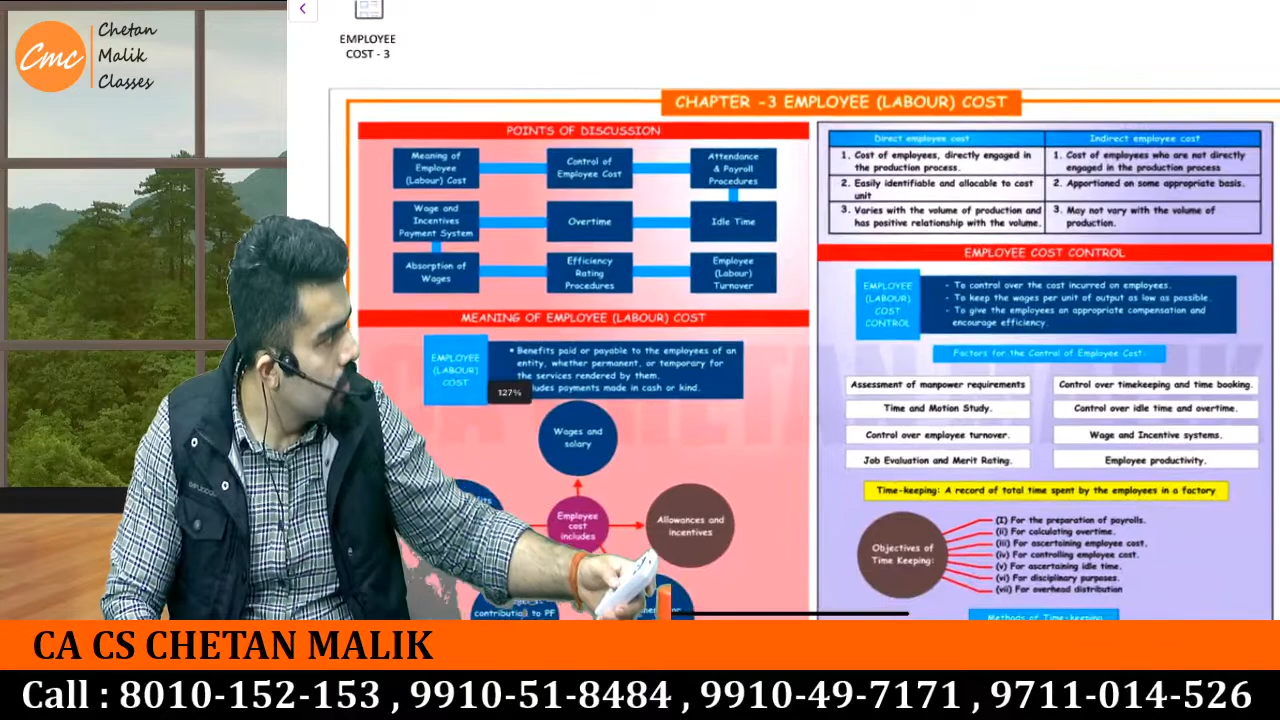 Cmc
Chetan
Malik
Classes
EMPLOYEE
COST - 3
CHAPTER –3 EMPLOYEE (LABOUR) COST
POINTS OF DISCUSSION
Meaning of
Employee
(Labour) Cost
Control of
Employee Cost
Attendance
& Payroll
Procedures
Wage and
Incentives
Payment System
Overtime
Idle Time
Absorption of
Wages
Efficiency
Rating
Procedures
Employee
(Labour)
Turnover
MEANING OF EMPLOYEE (LABOUR) COST
EMPLOYEE
(LABOUR)
COST
• Benefits paid or payable to the employees of an
entity, whether permanent, or temporary for
the services rendered by them.
payments made in cash or kind.
127%
Wages and
salary
Employee
cost
includes
Allowances and
incentives
contribution to PF
Direct employee cost
Indirect employee cost
1. Cost of employees, directly engaged in
the production process.
1. Cost of employees who are not directly
engaged in the production process
2. Easily identifiable and allocable to cost
unit
2. Apportioned on some appropriate basis.
3. Varies with the volume of production and
has positive relationship with the volume.
3. May not vary with the volume of
production.
EMPLOYEE COST CONTROL
EMPLOYEE
(LABOUR)
COST
CONTROL
- To control over the cost incurred on employees.
- To keep the wages per unit of output as low as possible.
- To give the employees an appropriate compensation and
encourage efficiency.
Factors for the Control of Employee Cost:
Assessment of manpower requirements
Control over timekeeping and time booking.
Time and Motion Study.
Control over idle time and overtime.
Control over employee turnover.
Wage and Incentive systems.
Job Evaluation and Merit Rating.
Employee productivity.
Time-keeping: A record of total time spent by the employees in a factory
Objectives of
Time Keeping:
(I) For the preparation of payrolls.
(ii) For calculating overtime.
(iii) For ascertaining employee cost.
(iv) For controlling employee cost.
(v) For ascertaining idle time.
(vi) For disciplinary purposes.
(vii) For overhead distribution
Methods of Time-keeping
CA CS CHETAN MALIK
Call : 8010-152-153 , 9910-51-8484 , 9910-49-7171 , 9711-014-526